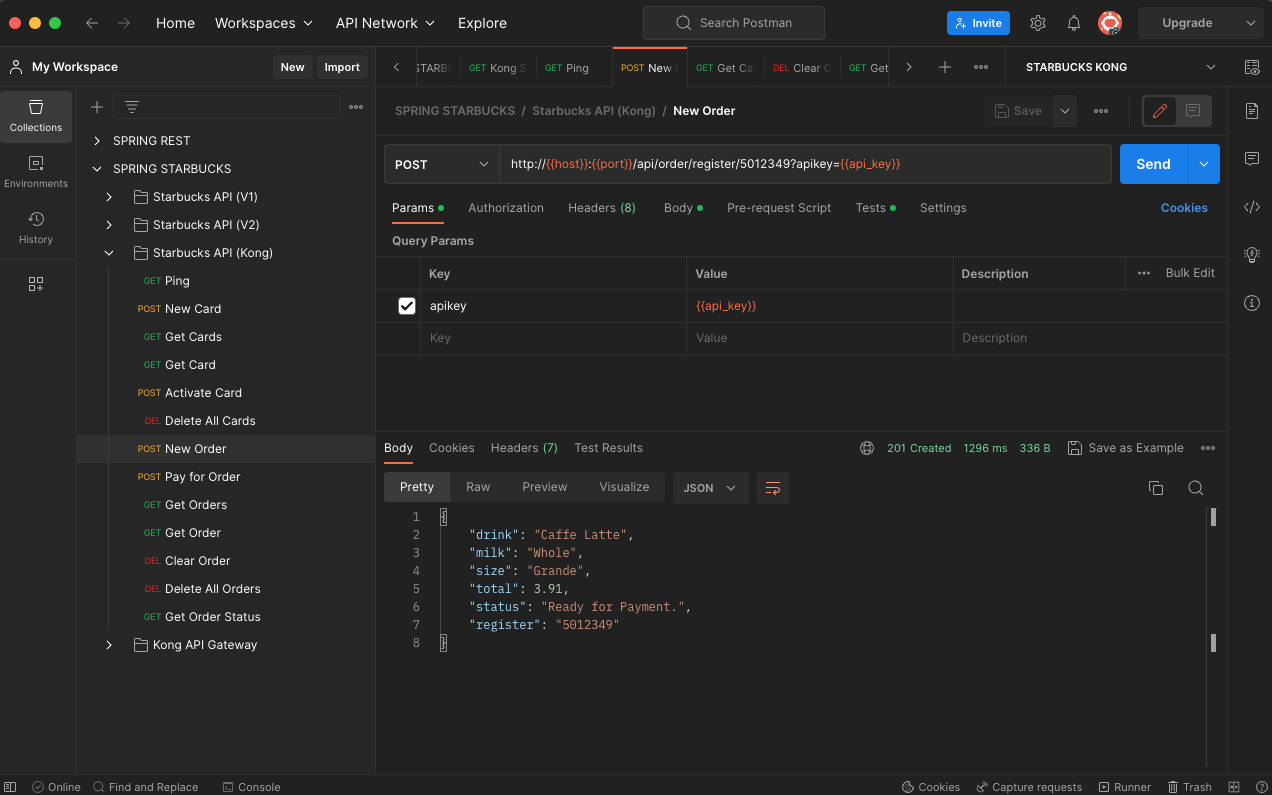 Home Workspaces API Network Explore Search Postman Invite Upgrade
My Workspace New Import
STARB GET Kong S GET Ping POST New GET Get Ca DEL Clear O GET Get STARBUCKS KONG
Collections
Environments
History
SPRING REST
SPRING STARBUCKS
Starbucks API (V1)
Starbucks API (V2)
Starbucks API (Kong)
GET Ping
POST New Card
GET Get Cards
GET Get Card
POST Activate Card
DEL Delete All Cards
POST New Order
POST Pay for Order
GET Get Orders
GET Get Order
DEL Clear Order
DEL Delete All Orders
GET Get Order Status
Kong API Gateway
SPRING STARBUCKS / Starbucks API (Kong) / New Order Save
POST http://{{host}}:{{port}}/api/order/register/5012349?apikey={{api_key}} Send
Params Authorization Headers (8) Body Pre-request Script Tests Settings Cookies
Query Params
Key Value Description Bulk Edit
apikey {{api_key}}
Key Value Description
Body Cookies Headers (7) Test Results 201 Created 1296 ms 336 B Save as Example
Pretty Raw Preview Visualize JSON
1 {
2 "drink": "Caffe Latte",
3 "milk": "Whole",
4 "size": "Grande",
5 "total": 3.91,
6 "status": "Ready for Payment.",
7 "register": "5012349"
8 }
Online Find and Replace Console Cookies Capture requests Runner Trash